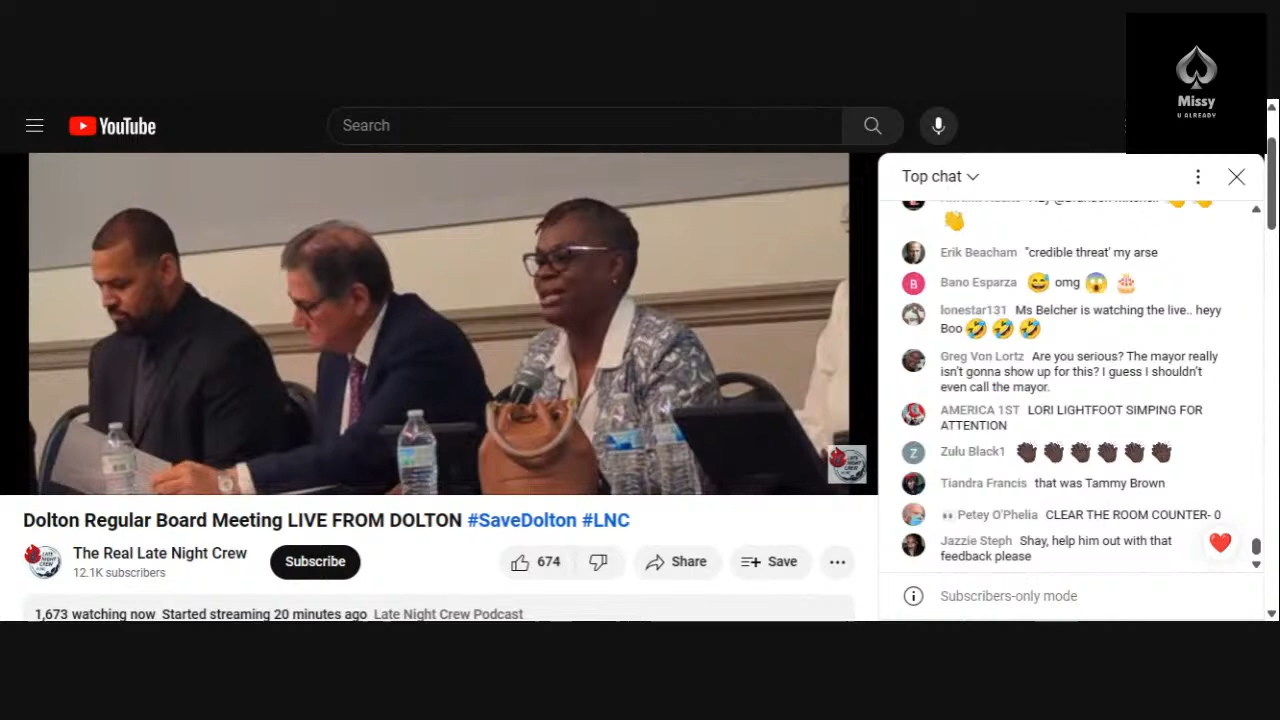 Missy
U ALREADY
YouTube
Search
Top chat
Erik Beacham "credible threat' my arse
Bano Esparza 😅 omg 😱 🎂
lonestar131 Ms Belcher is watching the live.. heyy
Boo 🤣 🤣 🤣
Greg Von Lortz Are you serious? The mayor really
isn't gonna show up for this? I guess I shouldn't
even call the mayor.
AMERICA 1ST LORI LIGHTFOOT SIMPING FOR
ATTENTION
Zulu Black1 👏🏿 👏🏿 👏🏿 👏🏿 👏🏿 👏🏿
Tiandra Francis that was Tammy Brown
👀Petey O'Phelia CLEAR THE ROOM COUNTER- 0
Jazzie Steph Shay, help him out with that
feedback please
Subscribers-only mode
Dolton Regular Board Meeting LIVE FROM DOLTON #SaveDolton #LNC
The Real Late Night Crew
12.1K subscribers
Subscribe
674
Share
Save
1,673 watching now Started streaming 20 minutes ago Late Night Crew Podcast